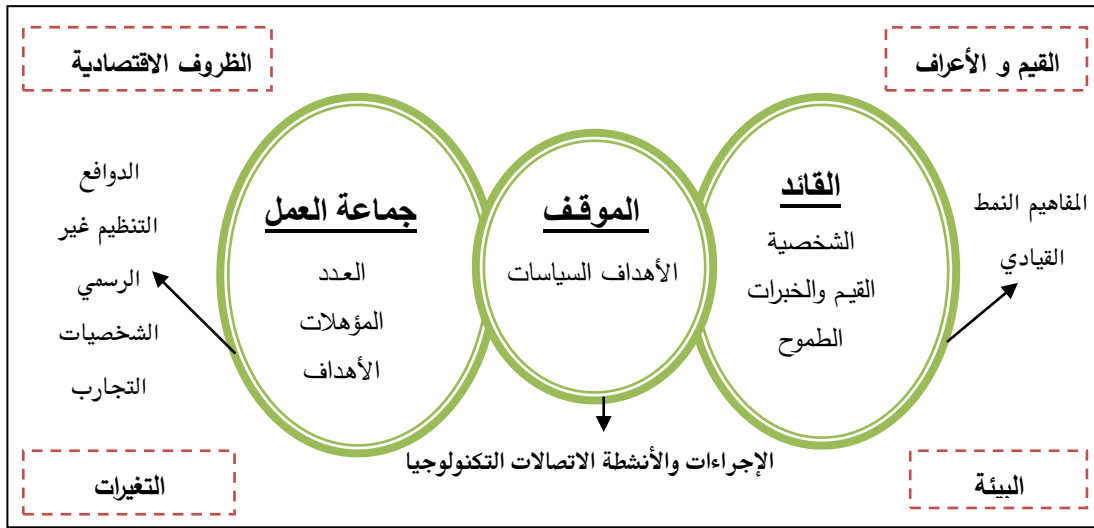 القيم و الأعراف
الظروف الاقتصادية
القائد
الشخصية
القيم والخبرات
الطموح
المفاهيم النمط
القيادي
الموقف
الأهداف السياسات
الإجراءات والأنشطة الاتصالات التكنولوجيا
جماعة العمل
العدد
المؤهلات
الأهداف
الدوافع
التنظيم غير
الرسمي
الشخصيات
التجارب
البيئة
التغيرات